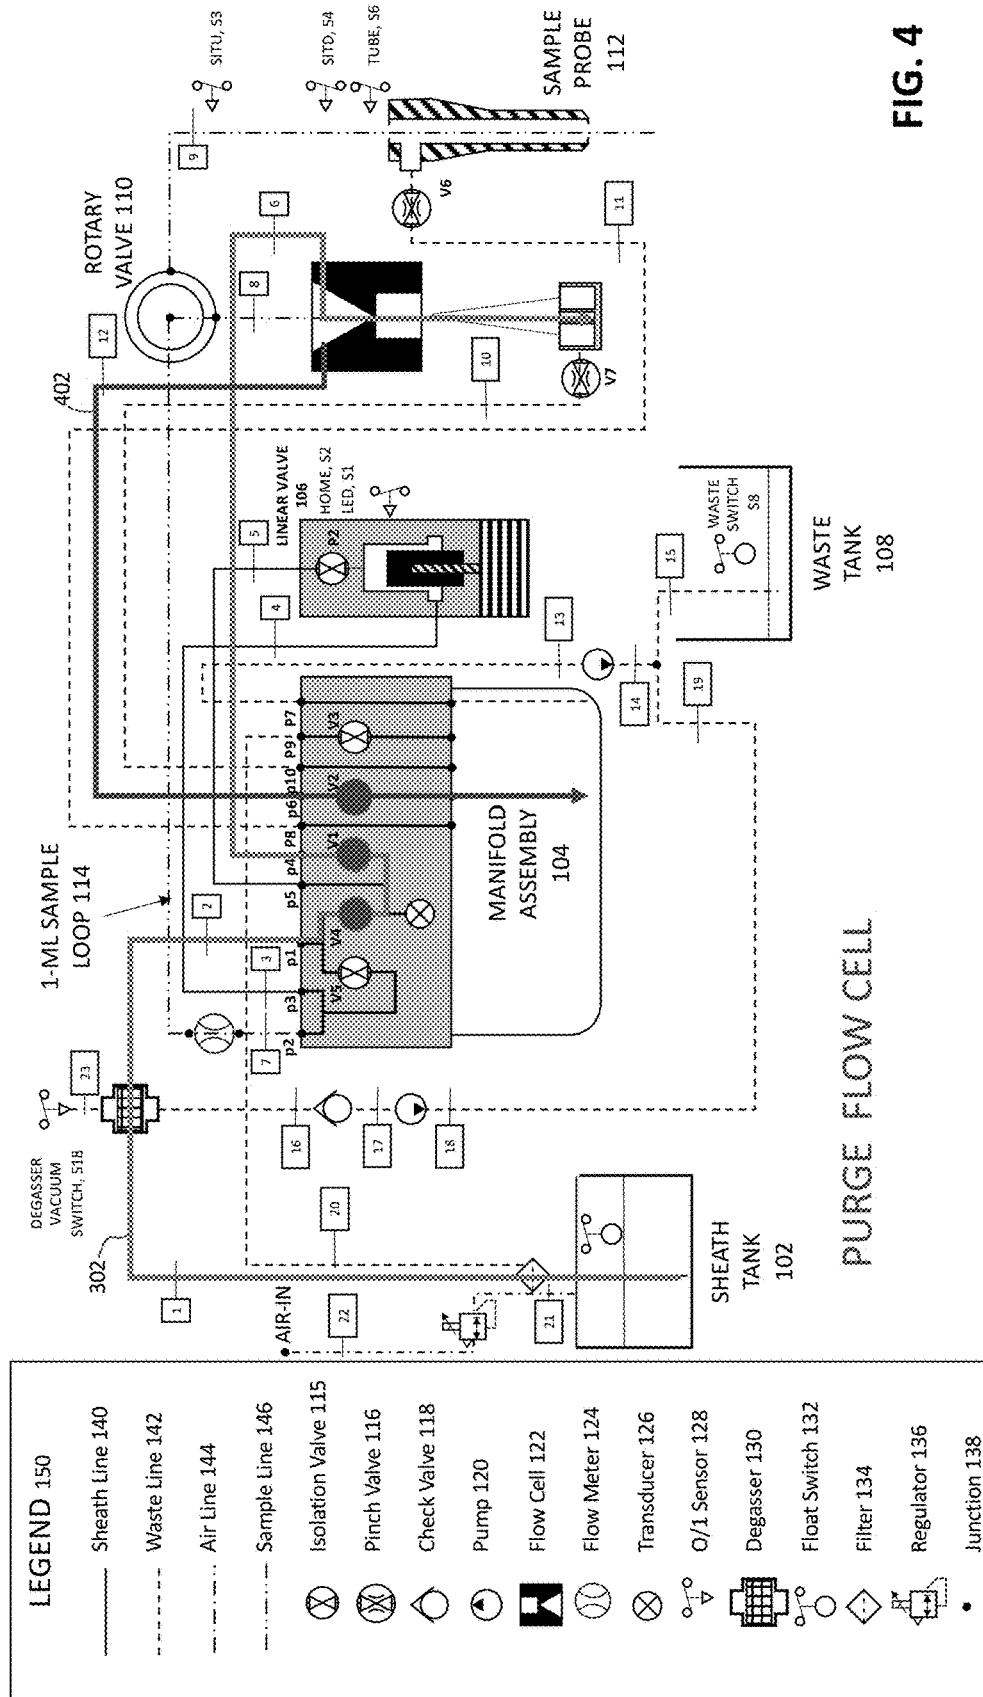 LEGEND 150
Sheath Line 140
Waste Line 142
Air Line 144
Sample Line 146
Isolation Valve 115
Pinch Valve 116
Check Valve 118
Pump 120
Flow Cell 122
Flow Meter 124
Transducer 126
O/1 Sensor 128
Degasser 130
Float Switch 132
Filter 134
Regulator 136
Junction 138
DEGASSER
VACUUM
SWITCH, S18
23
302
1
AIR-IN
22
20
21
16
17
18
SHEATH
TANK
102
1-ML SAMPLE
LOOP 114
2
3
7
p2
p3
p1
p5
p4
P8
p6
p10
P9
P7
V5
V4
V1
V2
V3
MANIFOLD
ASSEMBLY
104
402
12
ROTARY
VALVE 110
9
6
8
SITU, S3
SITD, S4
TUBE, S6
SAMPLE
PROBE
112
V6
11
10
V7
LINEAR VALVE
106
HOME, S2
LED, S1
P2
5
4
13
14
15
19
WASTE
SWITCH
S8
WASTE
TANK
108
PURGE FLOW CELL
FIG. 4